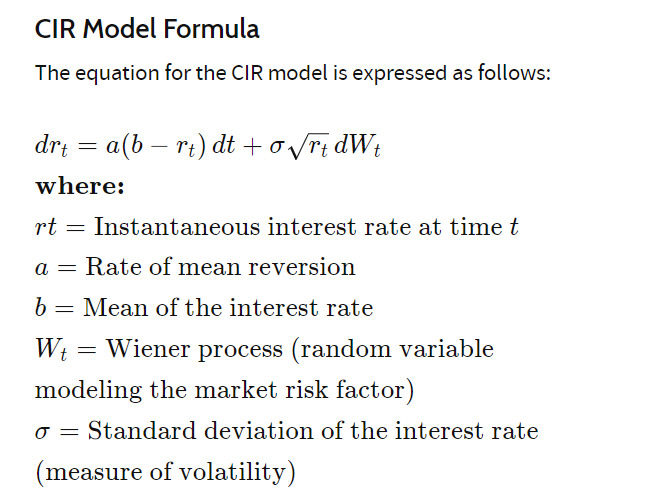 CIR Model Formula
The equation for the CIR model is expressed as follows:
drₜ = a(b − rₜ) dt + σ√rₜ dWₜ
where:
rt = Instantaneous interest rate at time t
a = Rate of mean reversion
b = Mean of the interest rate
Wₜ = Wiener process (random variable
modeling the market risk factor)
σ = Standard deviation of the interest rate
(measure of volatility)